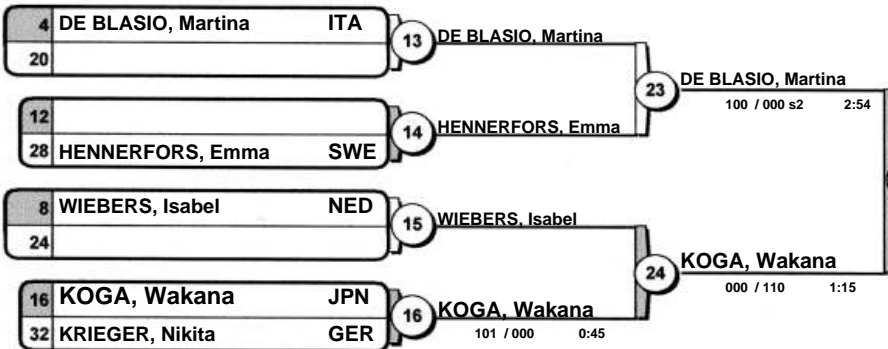 4 DE BLASIO, Martina ITA
20
13 DE BLASIO, Martina
12
28 HENNERFORS, Emma SWE
14 HENNERFORS, Emma
23 DE BLASIO, Martina
100 / 000 s2 2:54
8 WIEBERS, Isabel NED
24
15 WIEBERS, Isabel
16 KOGA, Wakana JPN
32 KRIEGER, Nikita GER
16 KOGA, Wakana
101 / 000 0:45
24 KOGA, Wakana
000 / 110 1:15